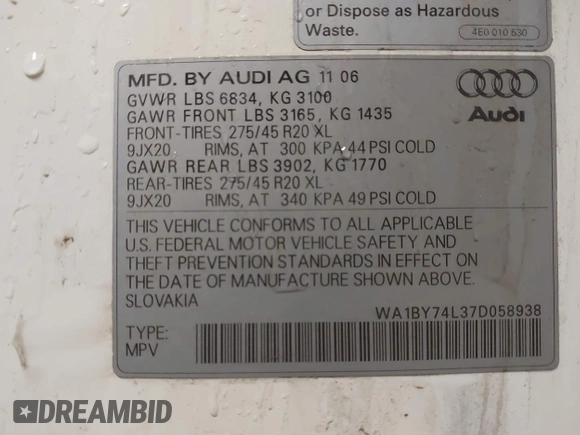 or Dispose as Hazardous
Waste.
4E0 010 530
MFD. BY AUDI AG 11 06
GVWR LBS 6834, KG 3100
GAWR FRONT LBS 3165, KG 1435
FRONT-TIRES 275/45 R20 XL
9JX20 RIMS, AT 300 KPA 44 PSI COLD
GAWR REAR LBS 3902, KG 1770
REAR-TIRES 275/45 R20 XL
9JX20 RIMS, AT 340 KPA 49 PSI COLD
Audi
THIS VEHICLE CONFORMS TO ALL APPLICABLE
U.S. FEDERAL MOTOR VEHICLE SAFETY AND
THEFT PREVENTION STANDARDS IN EFFECT ON
THE DATE OF MANUFACTURE SHOWN ABOVE.
SLOVAKIA
WA1BY74L37D058938
TYPE:
MPV
DREAMBID